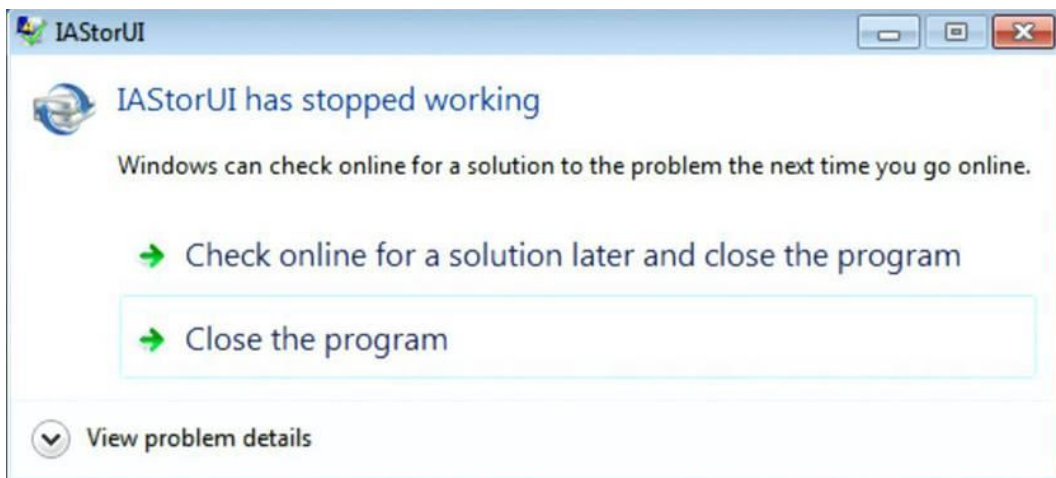 IAStorUI
IAStorUI has stopped working
Windows can check online for a solution to the problem the next time you go online.
Check online for a solution later and close the program
Close the program
View problem details